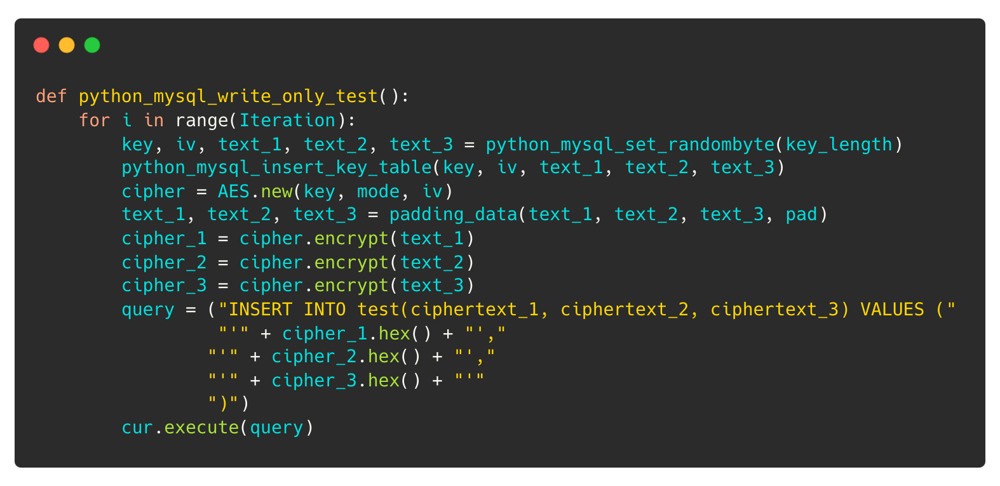 def python_mysql_write_only_test():
    for i in range(Iteration):
        key, iv, text_1, text_2, text_3 = python_mysql_set_randombyte(key_length)
        python_mysql_insert_key_table(key, iv, text_1, text_2, text_3)
        cipher = AES.new(key, mode, iv)
        text_1, text_2, text_3 = padding_data(text_1, text_2, text_3, pad)
        cipher_1 = cipher.encrypt(text_1)
        cipher_2 = cipher.encrypt(text_2)
        cipher_3 = cipher.encrypt(text_3)
        query = ("INSERT INTO test(ciphertext_1, ciphertext_2, ciphertext_3) VALUES ("
                 "'" + cipher_1.hex() + "',"
                "'" + cipher_2.hex() + "',"
                "'" + cipher_3.hex() + "'"
                ")")
        cur.execute(query)